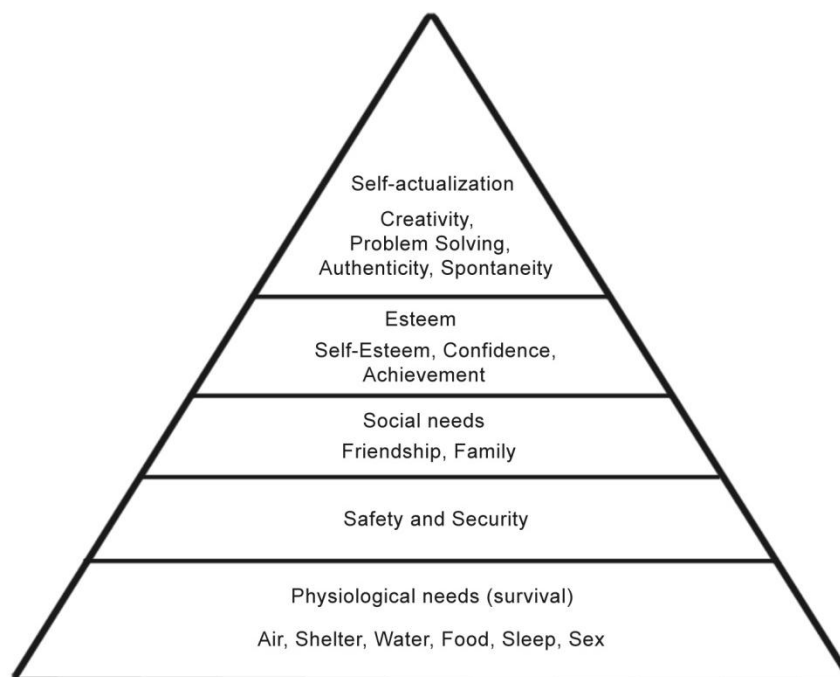 Self-actualization
Creativity,
Problem Solving,
Authenticity, Spontaneity
Esteem
Self-Esteem, Confidence,
Achievement
Social needs
Friendship, Family
Safety and Security
Physiological needs (survival)
Air, Shelter, Water, Food, Sleep, Sex